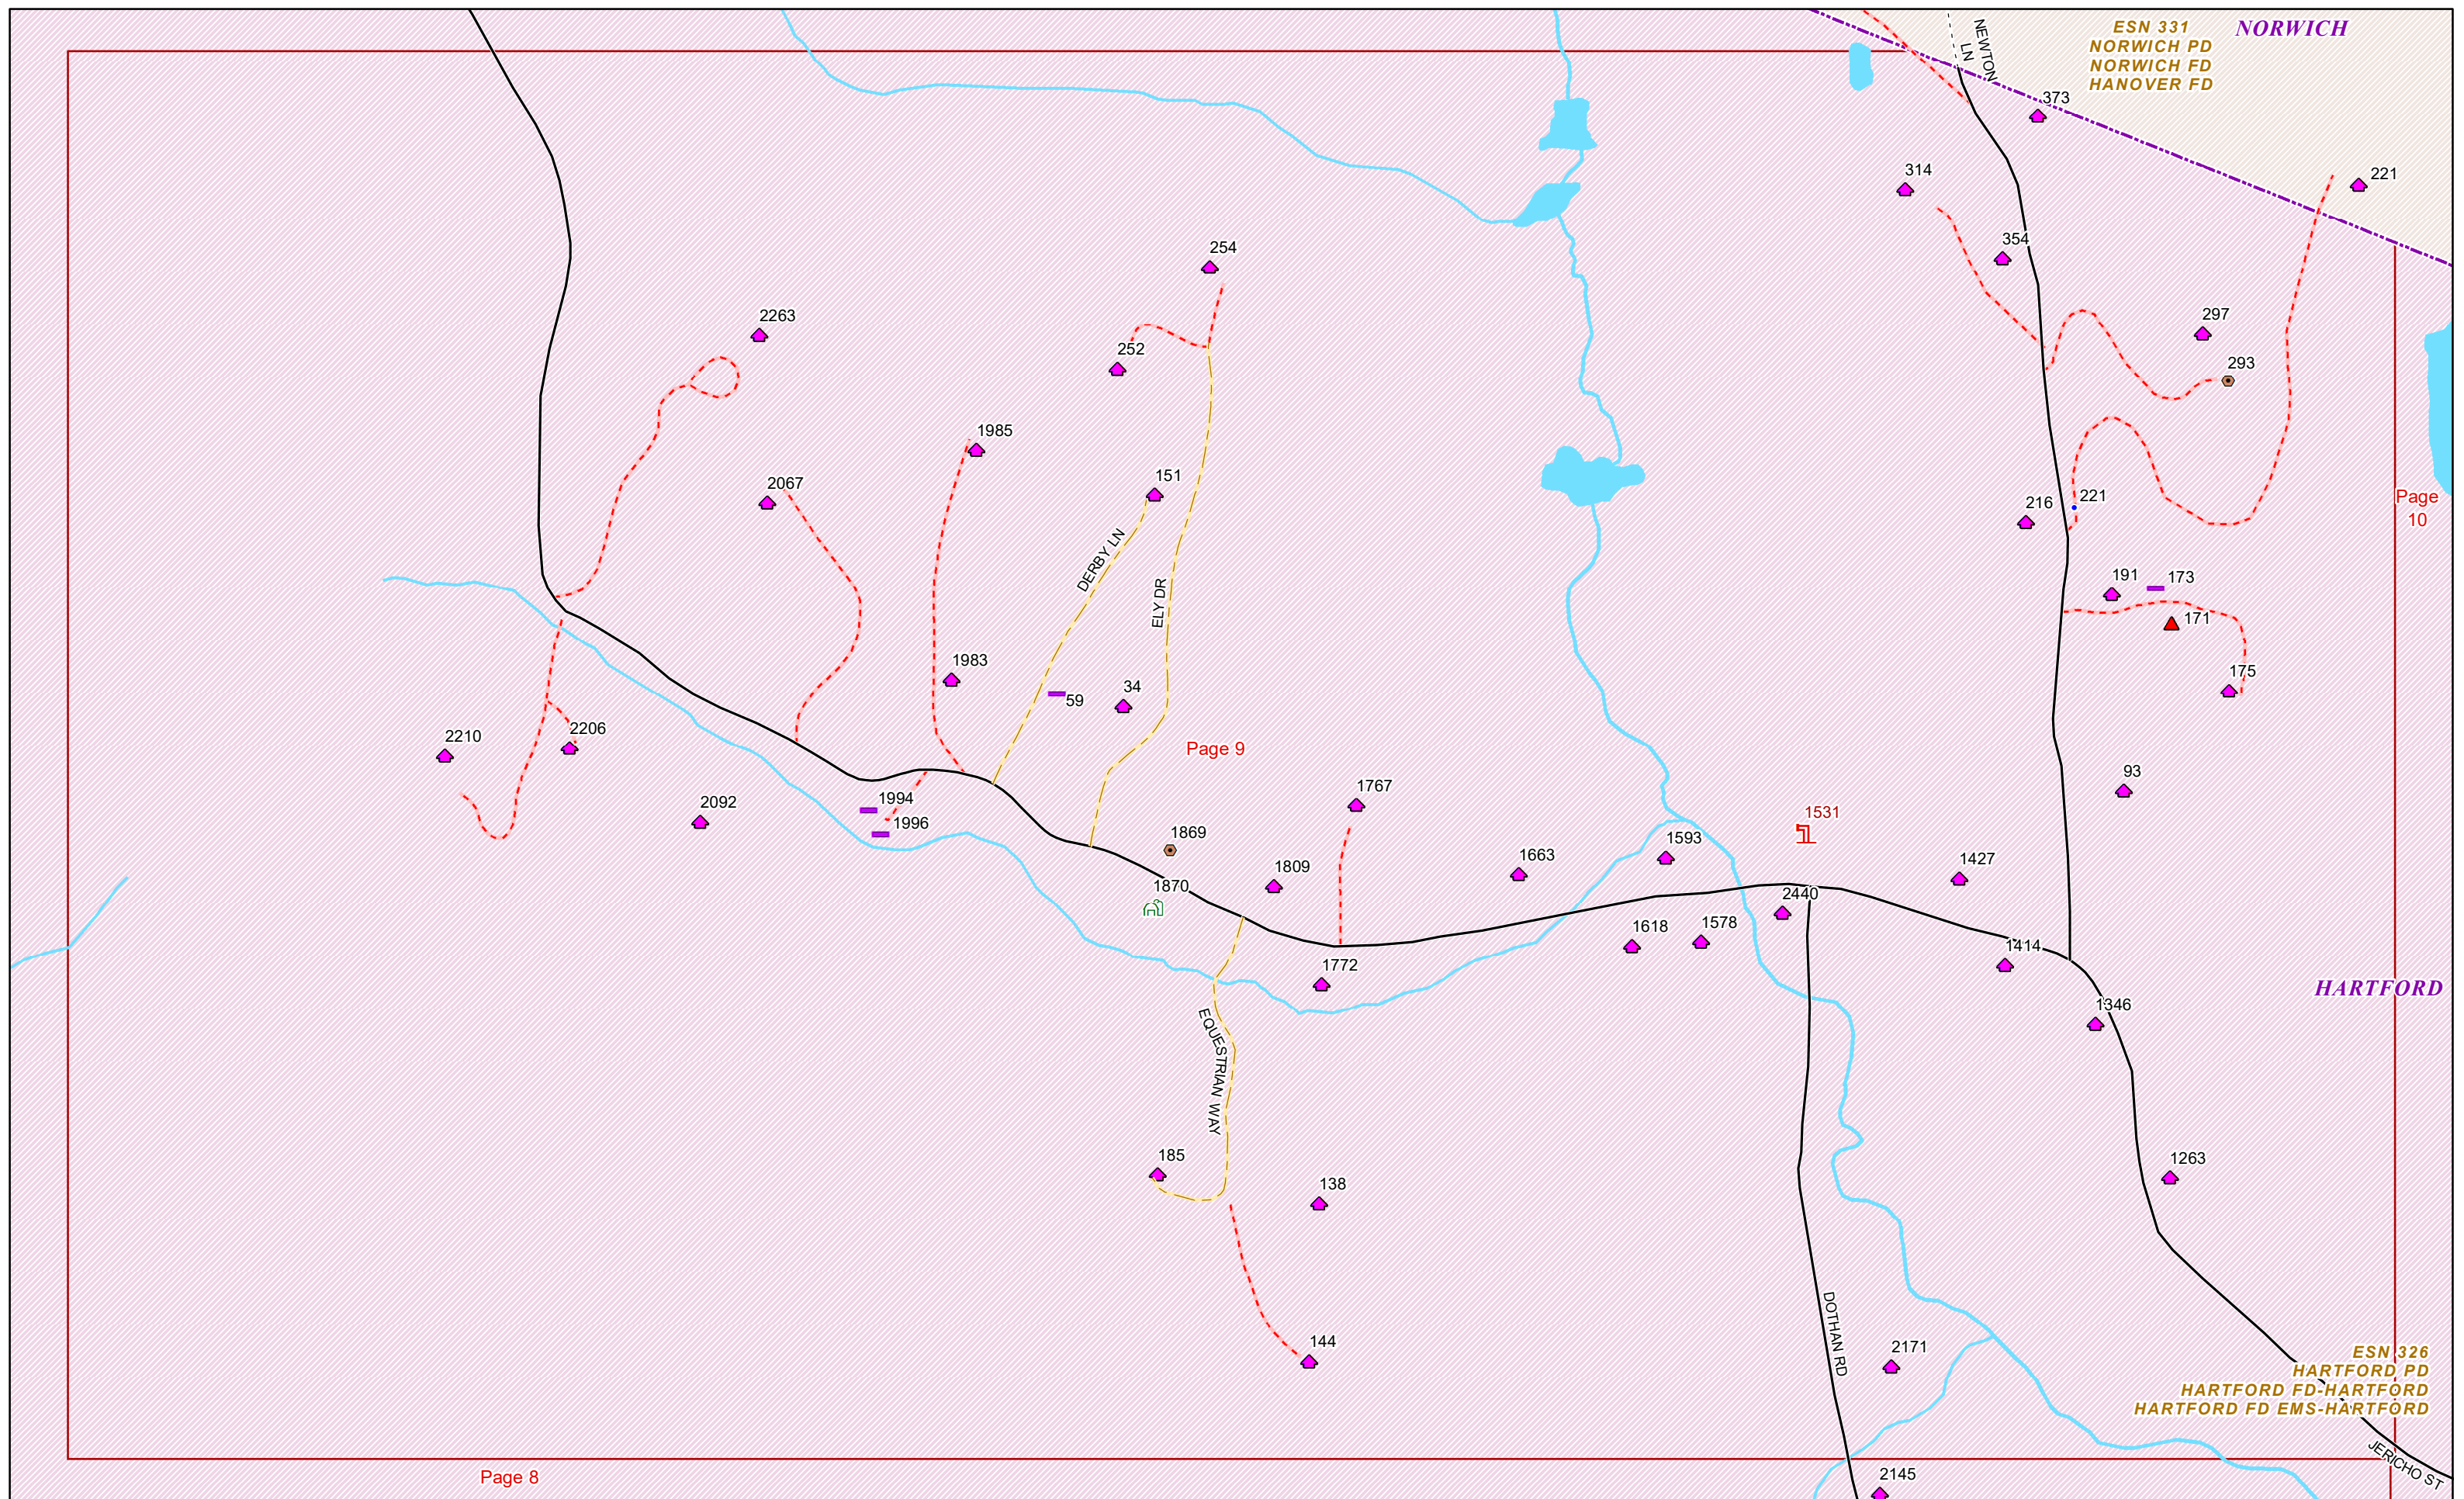 ESN 331
NORWICH PD
NORWICH FD
HANOVER FD
NORWICH
NEWTON
LN
373
314
221
354
254
2263
297
252
293
1985
151
2067
Page
10
221
216
DERBY LN
ELY DR
191
173
171
1983
175
59
34
2210
2206
Page 9
93
1767
1994
2092
1531
1996
1869
1593
1663
1427
1809
1870
2440
1618
1578
1414
1772
HARTFORD
1346
EQUESTRIAN WAY
185
1263
138
DOTHAN RD
144
2171
ESN 326
HARTFORD PD
HARTFORD FD-HARTFORD
HARTFORD FD EMS-HARTFORD
JERICHO ST
Page 8
2145